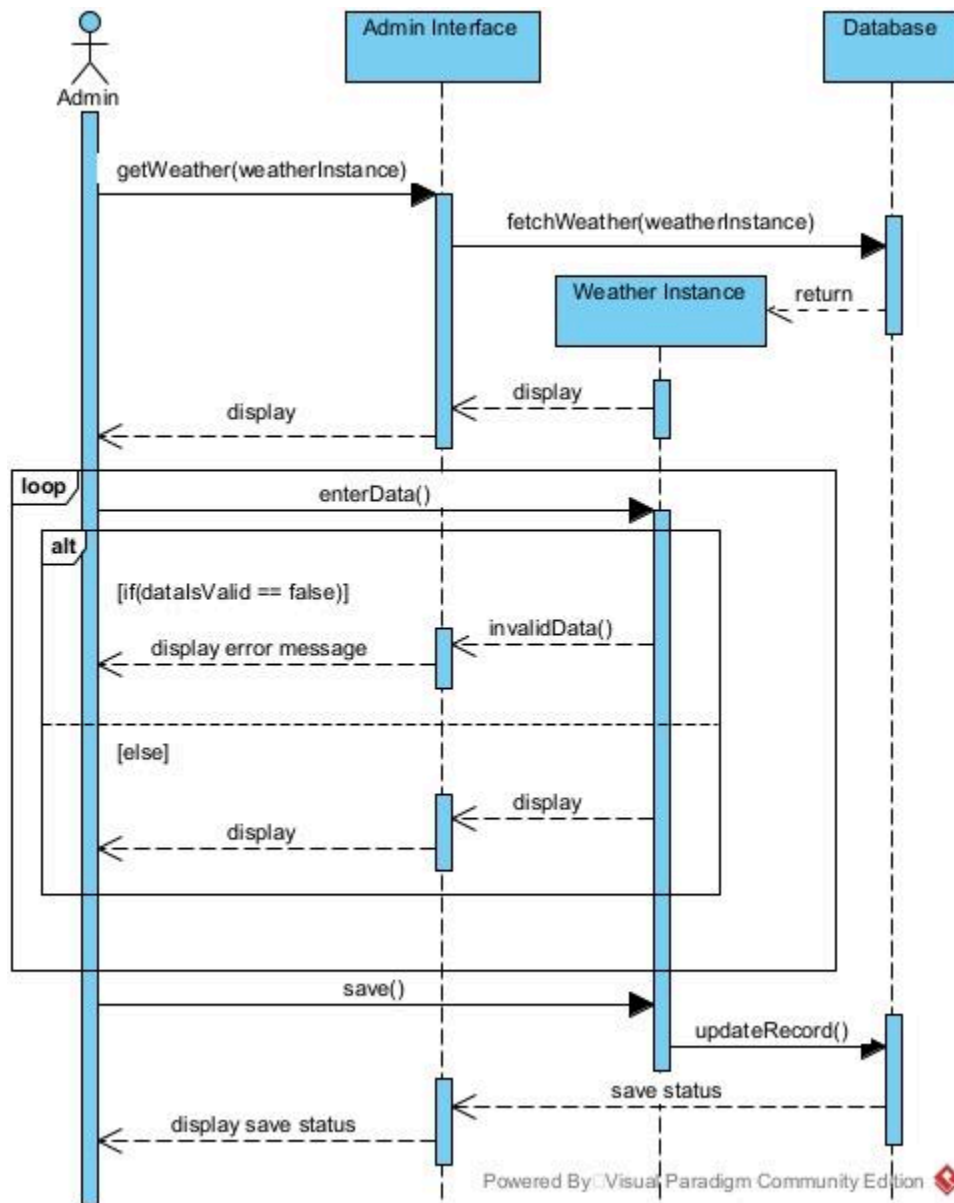 Admin Interface
Database
Admin
getWeather(weatherInstance)
fetchWeather(weatherInstance)
Weather Instance
return
display
display
loop
enterData()
alt
[if(dataIsValid == false)]
invalidData()
display error message
[else]
display
display
save()
updateRecord()
save status
display save status
Powered By Visual Paradigm Community Edition